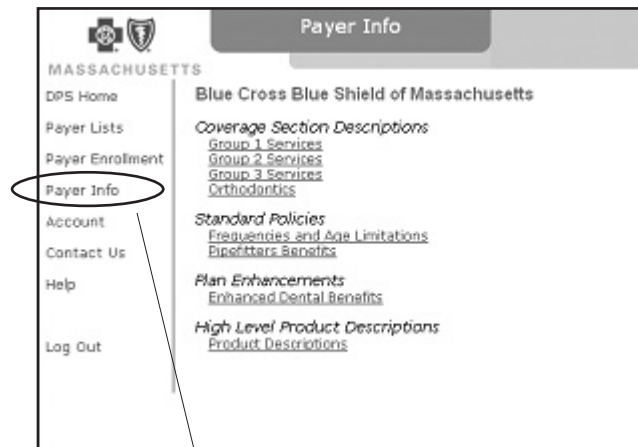 Payer Info
MASSACHUSETTS
DPS Home
Payer Lists
Payer Enrollment
Payer Info
Account
Contact Us
Help
Log Out
Blue Cross Blue Shield of Massachusetts
Coverage Section Descriptions
Group 1 Services
Group 2 Services
Group 3 Services
Orthodontics
Standard Policies
Frequencies and Age Limitations
Pipefitters Benefits
Plan Enhancements
Enhanced Dental Benefits
High Level Product Descriptions
Product Descriptions